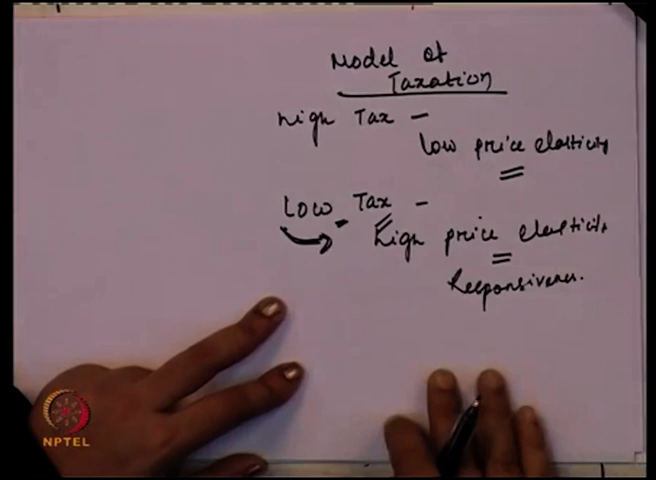 Model of
Taxation
High Tax -
low price elasticity
Low Tax -
High price elasticity
Responsiveness.
NPTEL